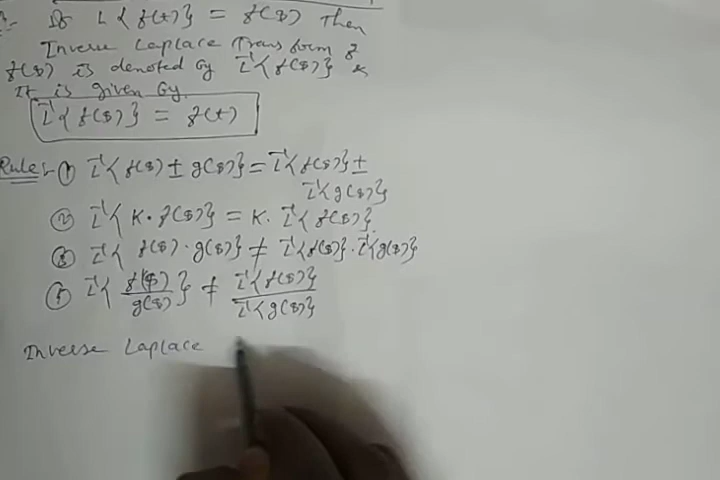 If L{f(t)} = f(s) Then
Inverse Laplace Transform of
f(s) is denoted by L⁻¹{f(s)} &
It is given by
L⁻¹{f(s)} = f(t)
Rules- ① L⁻¹{f(s) ± g(s)} = L⁻¹{f(s)} ±
L⁻¹{g(s)}
② L⁻¹{K·f(s)} = K. L⁻¹{f(s)}
③ L⁻¹{f(s)·g(s)} ≠ L⁻¹{f(s)}·L⁻¹{g(s)}
L⁻¹{f(s)/g(s)} ≠ L⁻¹{f(s)}/L⁻¹{g(s)}
Inverse Laplace